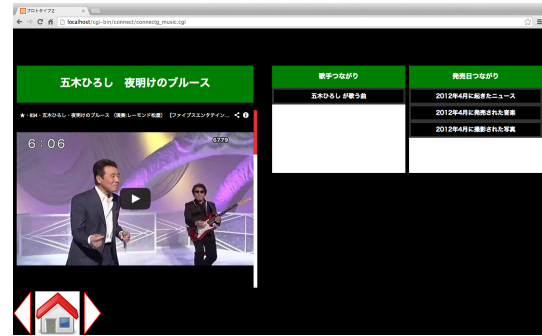 プロトタイプ2
localhost/cgi-bin/connect/connectg_music.cgi
五木ひろし 夜明けのブルース
★・834・五木ひろし・夜明けのブルース (演奏:レーモンド松屋) 【ファイブスエンタテイン...
6:06
6779
歌手つながり
五木ひろし が歌う曲
発売日つながり
2012年4月に起きたニュース
2012年4月に発売された音楽
2012年4月に撮影された写真